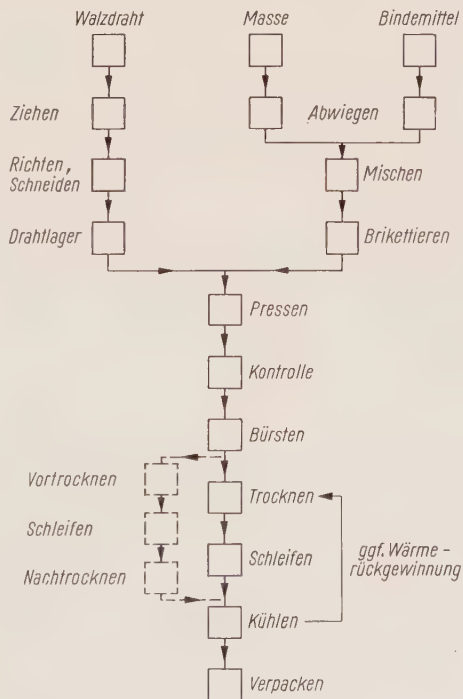 Walzdraht
Masse
Bindemittel
Ziehen
Abwiegen
Richten,
Schneiden
Mischen
Drahtlager
Brikettieren
Pressen
Kontrolle
Bürsten
Vortrocknen
Trocknen
Schleifen
Schleifen
ggf. Wärme-
rückgewinnung
Nachtrocknen
Kühlen
Verpacken